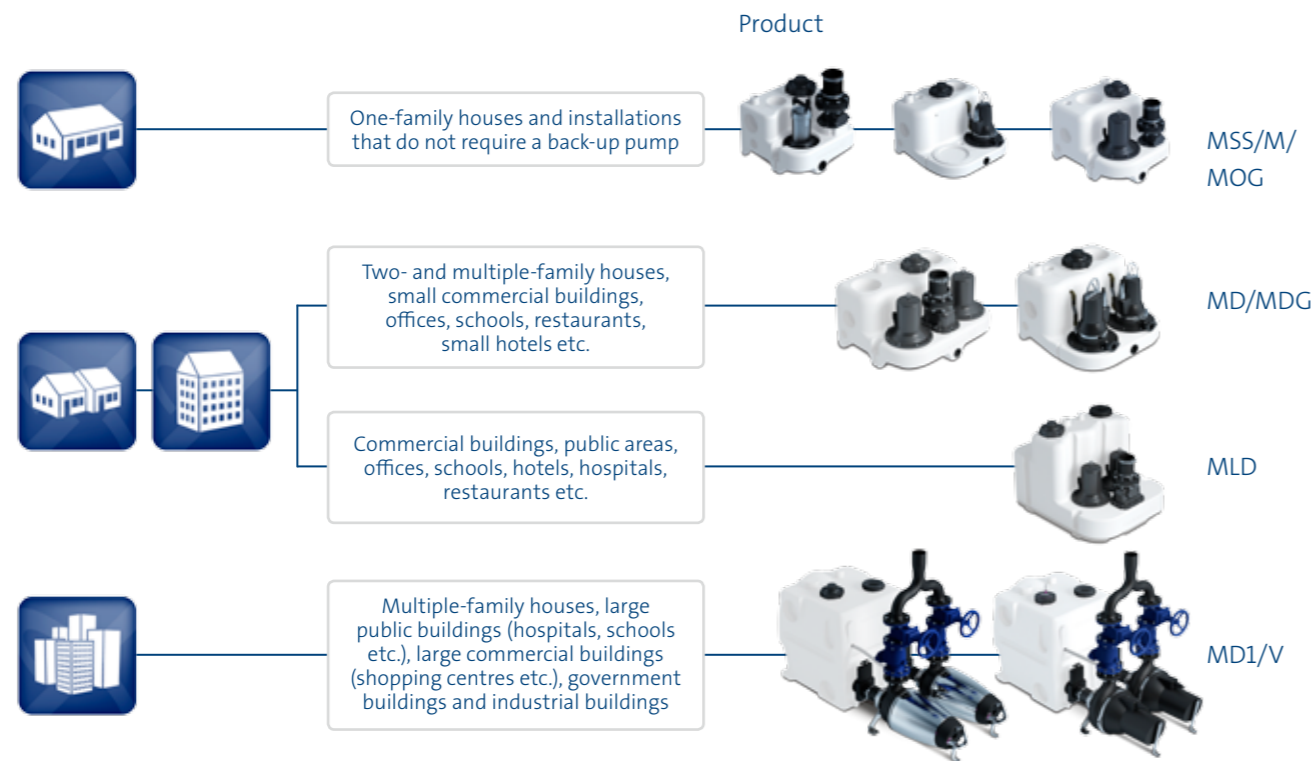 Product
One-family houses and installations
that do not require a back-up pump
MSS/M/
MOG
Two- and multiple-family houses,
small commercial buildings,
offices, schools, restaurants,
small hotels etc.
MD/MDG
Commercial buildings, public areas,
offices, schools, hotels, hospitals,
restaurants etc.
MLD
Multiple-family houses, large
public buildings (hospitals, schools
etc.), large commercial buildings
(shopping centres etc.), government
buildings and industrial buildings
MD1/V